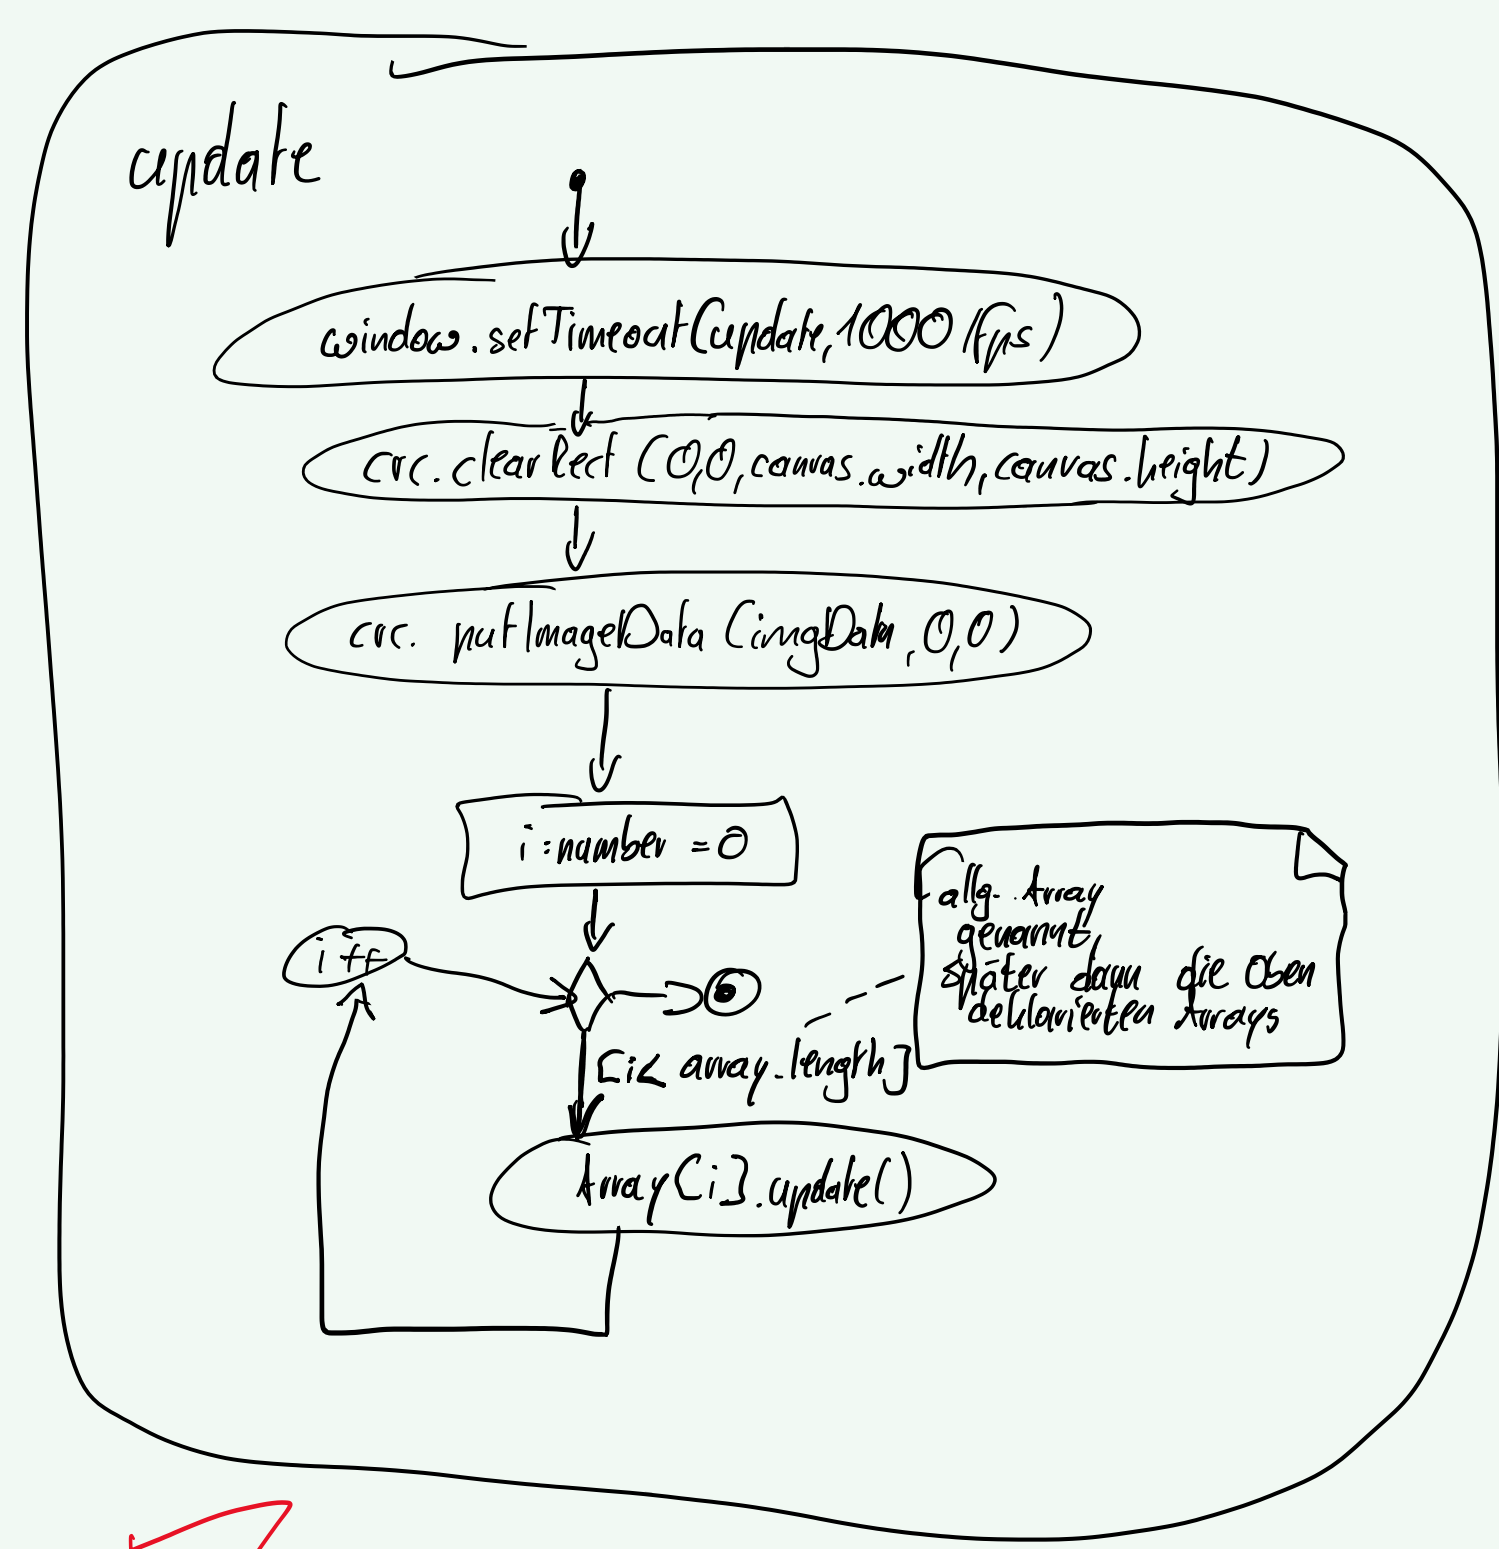 update
window.setTimeout(update,1000/fps)
crc.clearRect (0,0,canvas.width,canvas.height)
crc. putImageData (imgData,0,0)
i:number =0
i++
allg. Array
genannt,
später dann die Oben
deklarierten Arrays
[i< array.length]
Array[i].update()